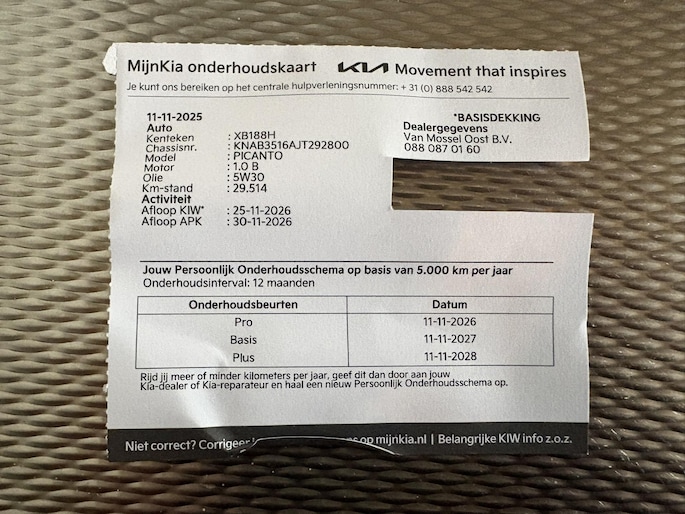 MijnKia onderhoudskaart KIA Movement that inspires
Je kunt ons bereiken op het centrale hulpverleningsnummer: + 31 (0) 888 542 542
11-11-2025
Auto
Kenteken : XB188H
Chassisnr. : KNAB3516AJT292800
Model : PICANTO
Motor : 1.0 B
Olie : 5W30
Km-stand : 29.514
Activiteit
Afloop KIW* : 25-11-2026
Afloop APK : 30-11-2026
*BASISDEKKING
Dealergegevens
Van Mossel Oost B.V.
088 087 01 60
Jouw Persoonlijk Onderhoudsschema op basis van 5.000 km per jaar
Onderhoudsinterval: 12 maanden
Onderhoudsbeurten Datum
Pro 11-11-2026
Basis 11-11-2027
Plus 11-11-2028
Rijd jij meer of minder kilometers per jaar, geef dit dan door aan jouw
Kia-dealer of Kia-reparateur en haal een nieuw Persoonlijk Onderhoudsschema op.
Niet correct? Corrigeer op mijnkia.nl | Belangrijke KIW info z.o.z.